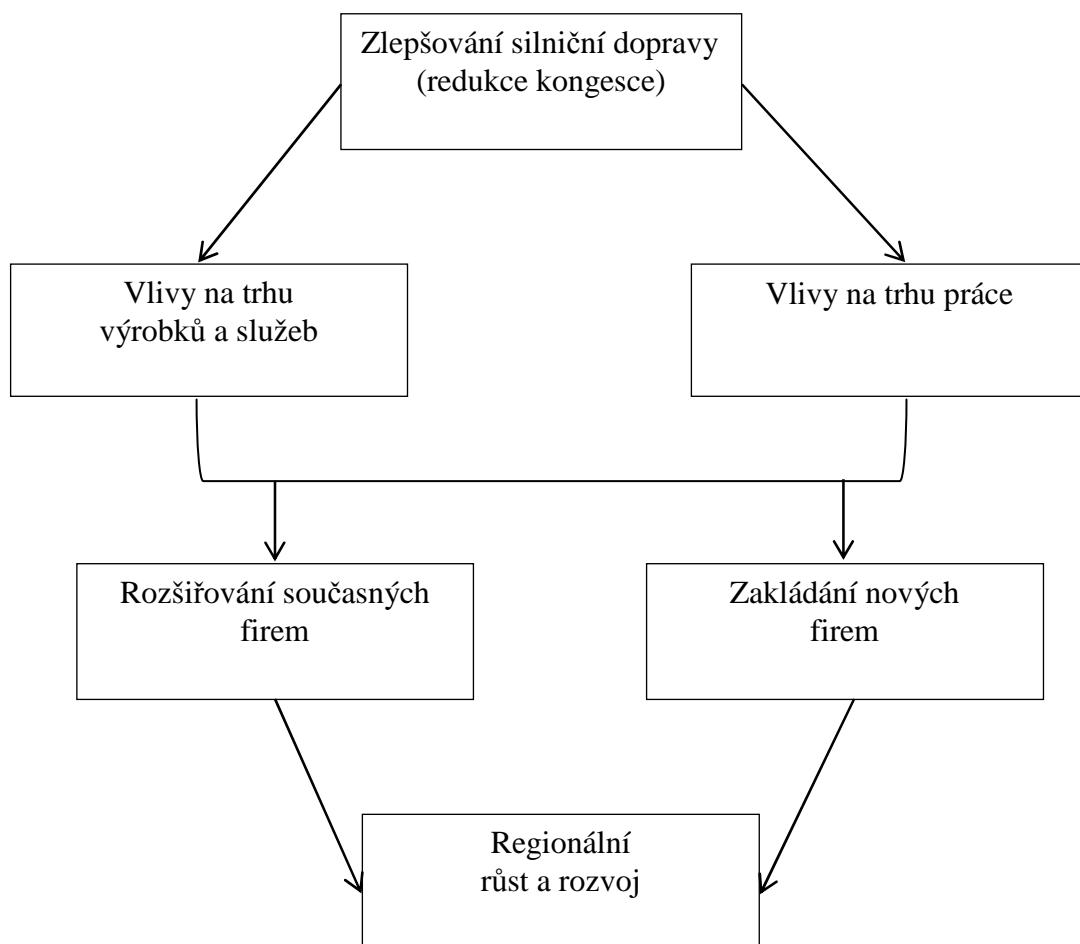 Zlepšování silniční dopravy
(redukce kongesce)
Vlivy na trhu
výrobků a služeb
Vlivy na trhu práce
Rozšiřování současných
firem
Zakládání nových
firem
Regionální
růst a rozvoj